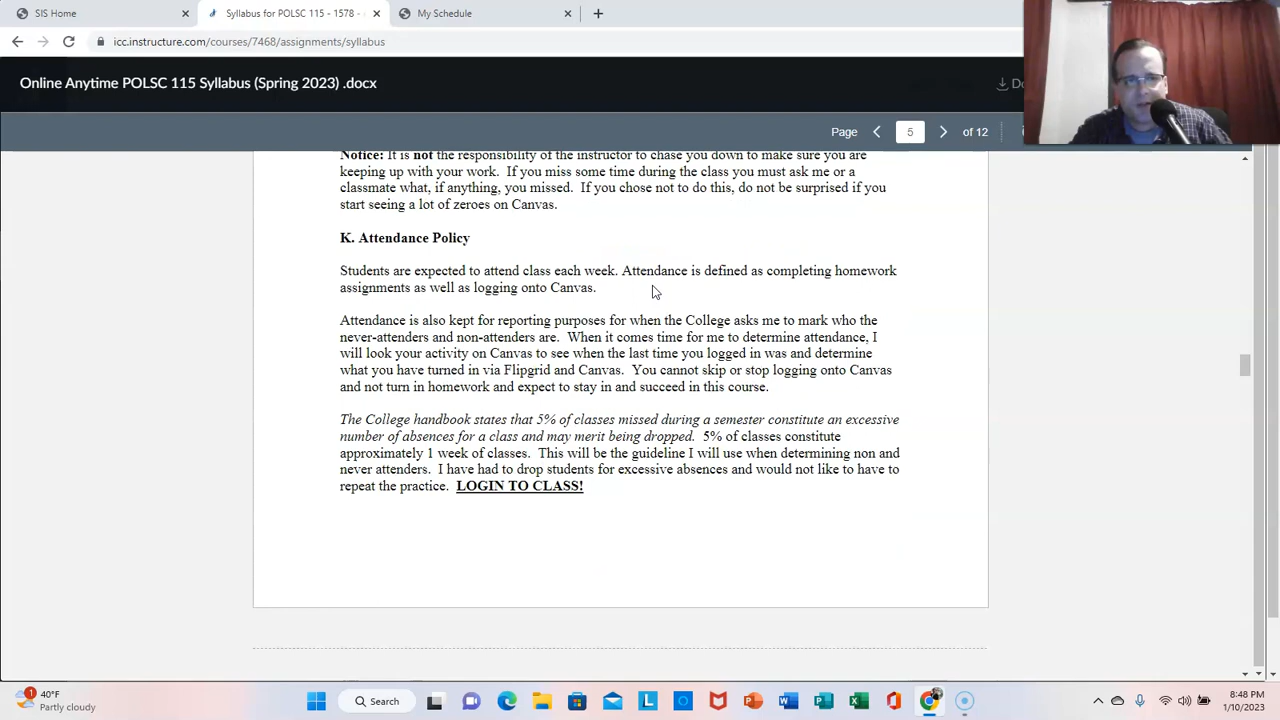 SIS Home
Syllabus for POLSC 115 - 1578 -
My Schedule
icc.instructure.com/courses/7468/assignments/syllabus
Online Anytime POLSC 115 Syllabus (Spring 2023) .docx
Do
Page 5 of 12
Notice: It is not the responsibility of the instructor to chase you down to make sure you are
keeping up with your work. If you miss some time during the class you must ask me or a
classmate what, if anything, you missed. If you chose not to do this, do not be surprised if you
start seeing a lot of zeroes on Canvas.
K. Attendance Policy
Students are expected to attend class each week. Attendance is defined as completing homework
assignments as well as logging onto Canvas.
Attendance is also kept for reporting purposes for when the College asks me to mark who the
never-attenders and non-attenders are. When it comes time for me to determine attendance, I
will look your activity on Canvas to see when the last time you logged in was and determine
what you have turned in via Flipgrid and Canvas. You cannot skip or stop logging onto Canvas
and not turn in homework and expect to stay in and succeed in this course.
The College handbook states that 5% of classes missed during a semester constitute an excessive
number of absences for a class and may merit being dropped. 5% of classes constitute
approximately 1 week of classes. This will be the guideline I will use when determining non and
never attenders. I have had to drop students for excessive absences and would not like to have to
repeat the practice. LOGIN TO CLASS!
1
40°F
Partly cloudy
Search
8:48 PM
1/10/2023